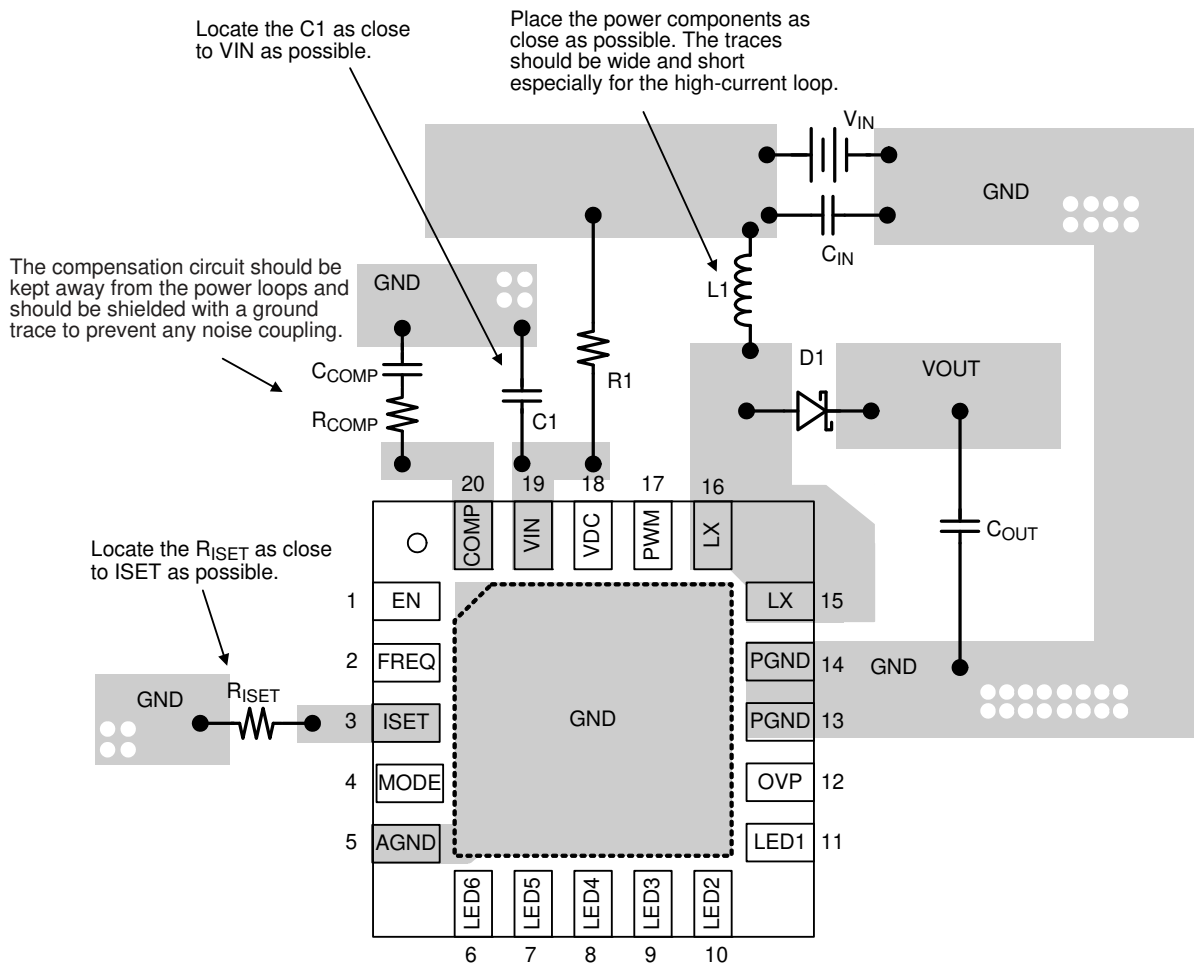 Locate the C1 as close
to VIN as possible.
Place the power components as
close as possible. The traces
should be wide and short
especially for the high-current loop.
VIN
GND
CIN
The compensation circuit should be
kept away from the power loops and
should be shielded with a ground
trace to prevent any noise coupling.
GND
L1
CCOMP
RCOMP
C1
R1
D1
VOUT
COUT
20
19
18
17
16
COMP
VIN
VDC
PWM
LX
Locate the RISET as close
to ISET as possible.
1
EN
LX
15
2
FREQ
PGND
14
GND
GND
RISET
3
ISET
GND
PGND
13
4
MODE
OVP
12
5
AGND
LED1
11
LED6
LED5
LED4
LED3
LED2
6
7
8
9
10